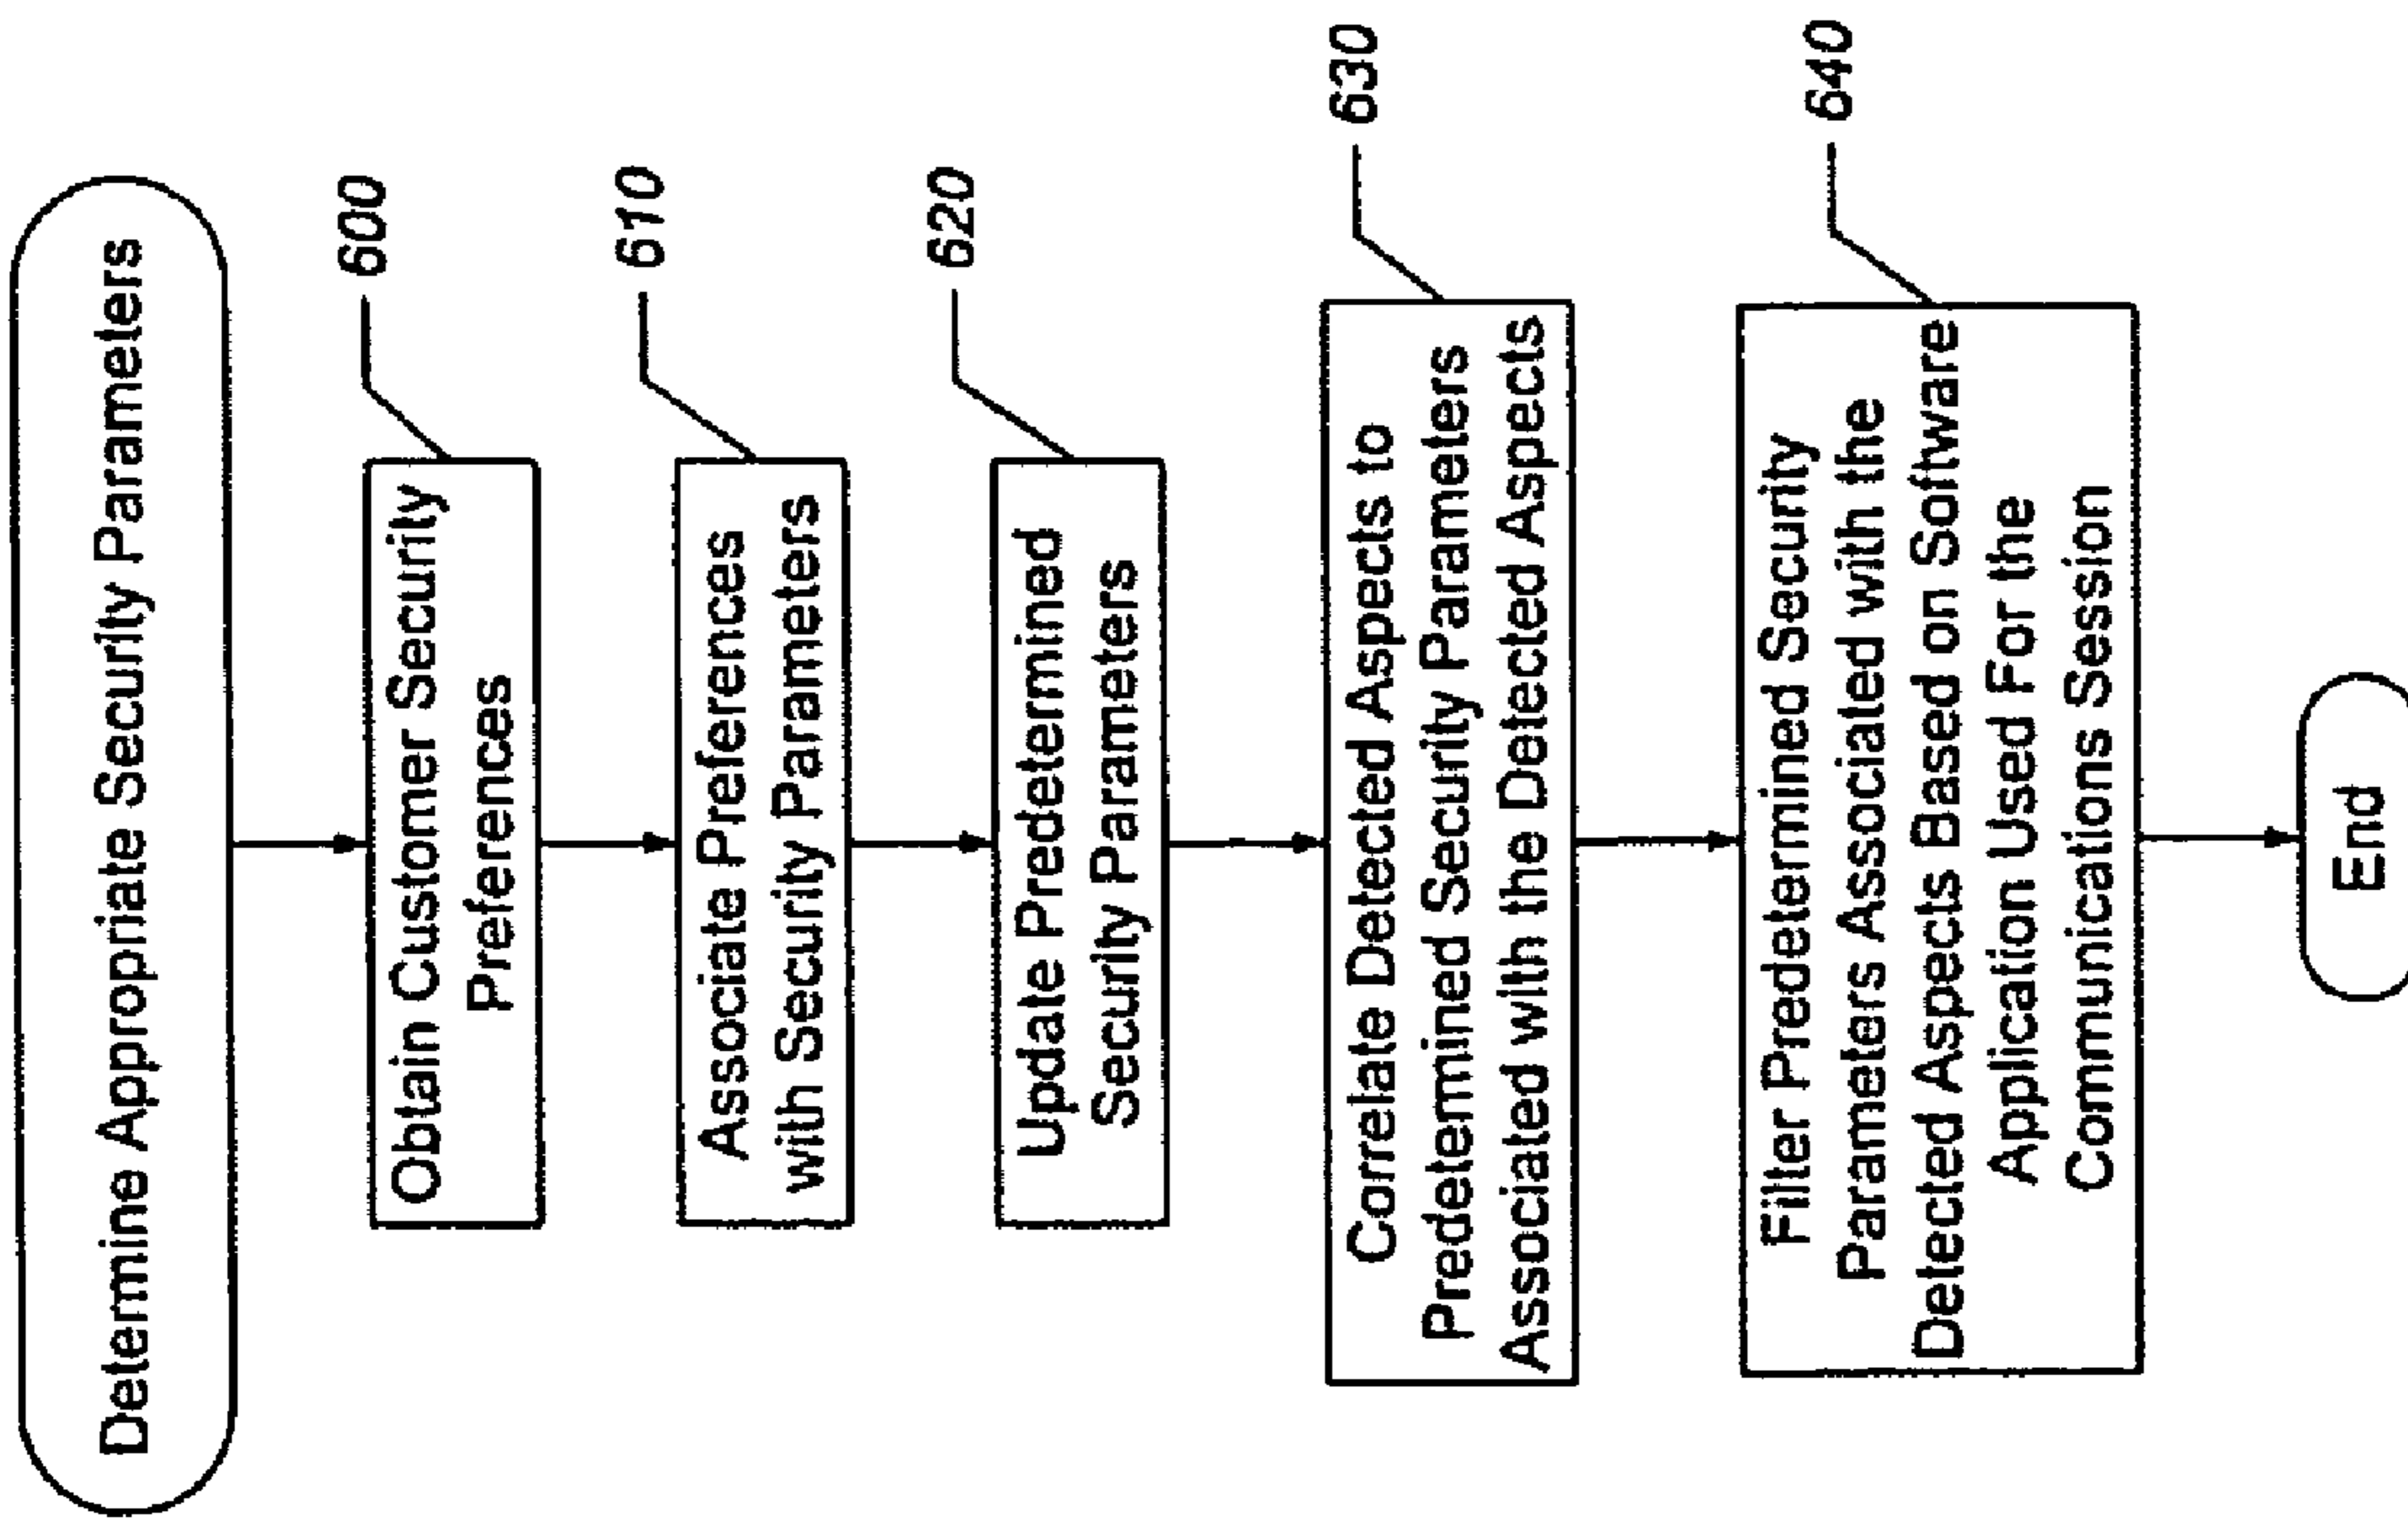 Determine Appropriate Security Parameters
600
Obtain Customer Security
Preferences
610
Associate Preferences
with Security Parameters
620
Update Predetermined
Security Parameters
630
Correlate Detected Aspects to
Predetemined Security Parameters
Associated with the Detected Aspects
640
Filter Predetermined Security
Parameters Associated with the
Detected Aspects Based on Software
Application Used For the
Communications Session
End